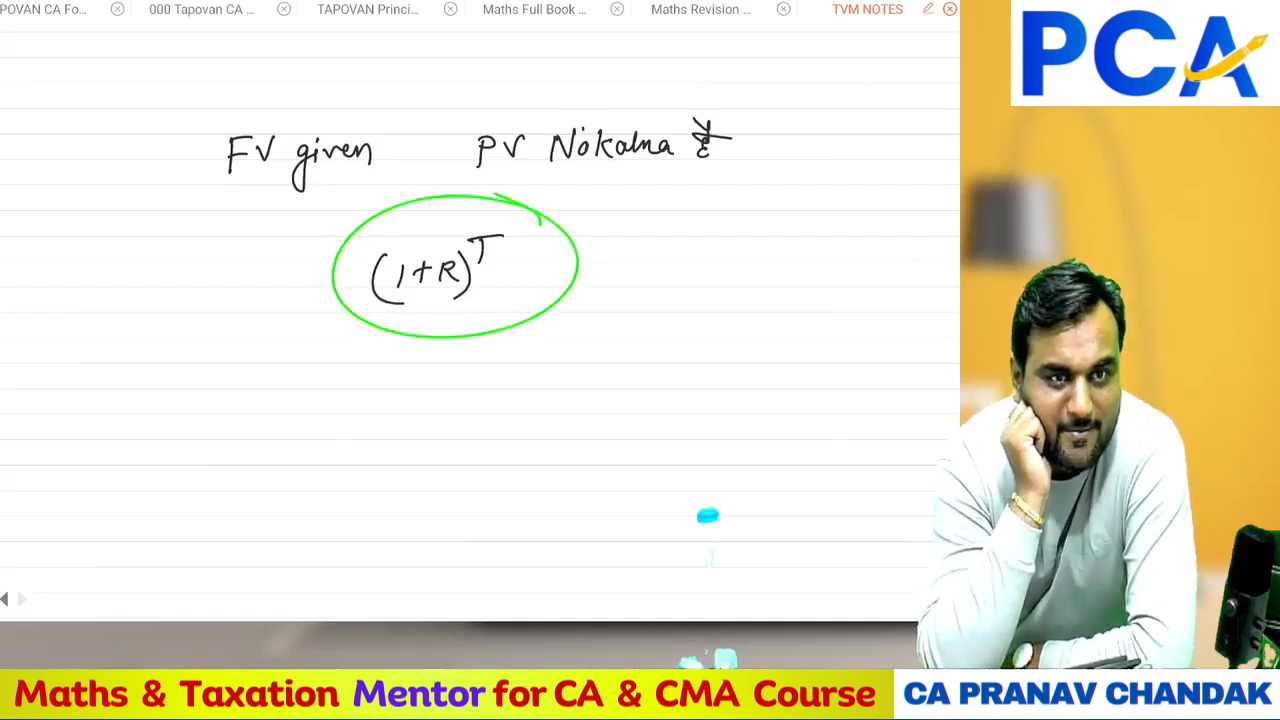 POVAN CA Fo... 000 Tapovan CA ... TAPOVAN Princi... Maths Full Book ... Maths Revision ... TVM NOTES
PCA
FV given PV Nikalna है
(1+R)^T
Maths & Taxation Mentor for CA & CMA Course
CA PRANAV CHANDAK